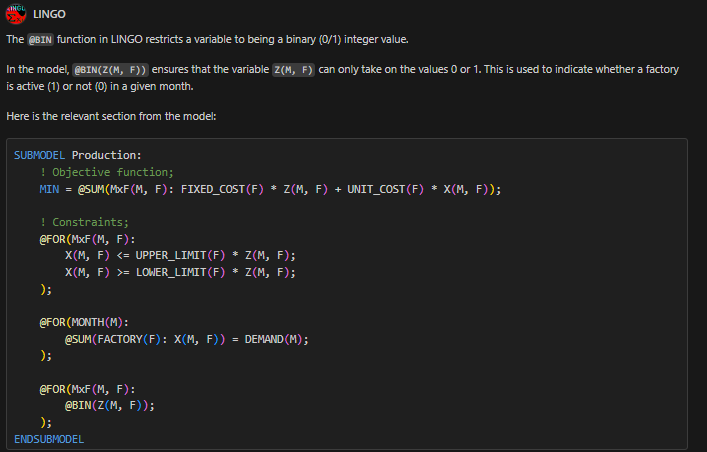 LINGO
The @BIN function in LINGO restricts a variable to being a binary (0/1) integer value.
In the model, @BIN(Z(M, F)) ensures that the variable Z(M, F) can only take on the values 0 or 1. This is used to indicate whether a factory
is active (1) or not (0) in a given month.
Here is the relevant section from the model:
SUBMODEL Production:
    ! Objective function;
    MIN = @SUM(MxF(M, F): FIXED_COST(F) * Z(M, F) + UNIT_COST(F) * X(M, F));

    ! Constraints;
    @FOR(MxF(M, F):
        X(M, F) <= UPPER_LIMIT(F) * Z(M, F);
        X(M, F) >= LOWER_LIMIT(F) * Z(M, F);
    );

    @FOR(MONTH(M):
        @SUM(FACTORY(F): X(M, F)) = DEMAND(M);
    );

    @FOR(MxF(M, F):
        @BIN(Z(M, F));
    );
ENDSUBMODEL